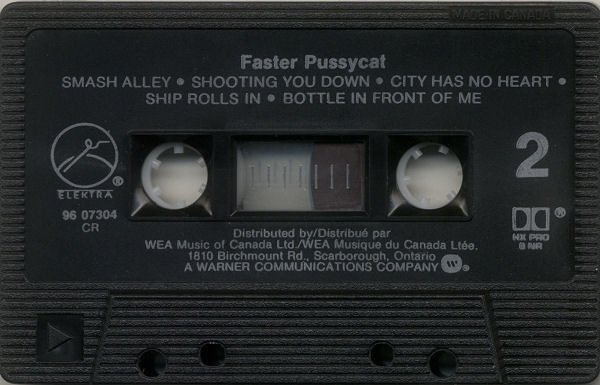 MADE IN CANADA
Faster Pussycat
SMASH ALLEY • SHOOTING YOU DOWN • CITY HAS NO HEART •
SHIP ROLLS IN • BOTTLE IN FRONT OF ME
ELEKTRA®
96 07304
CR
2
®
HX PRO
B NR
Distributed by/Distribué par
WEA Music of Canada Ltd./WEA Musique du Canada Ltée.
1810 Birchmount Rd., Scarborough, Ontario
A WARNER COMMUNICATIONS COMPANY ®